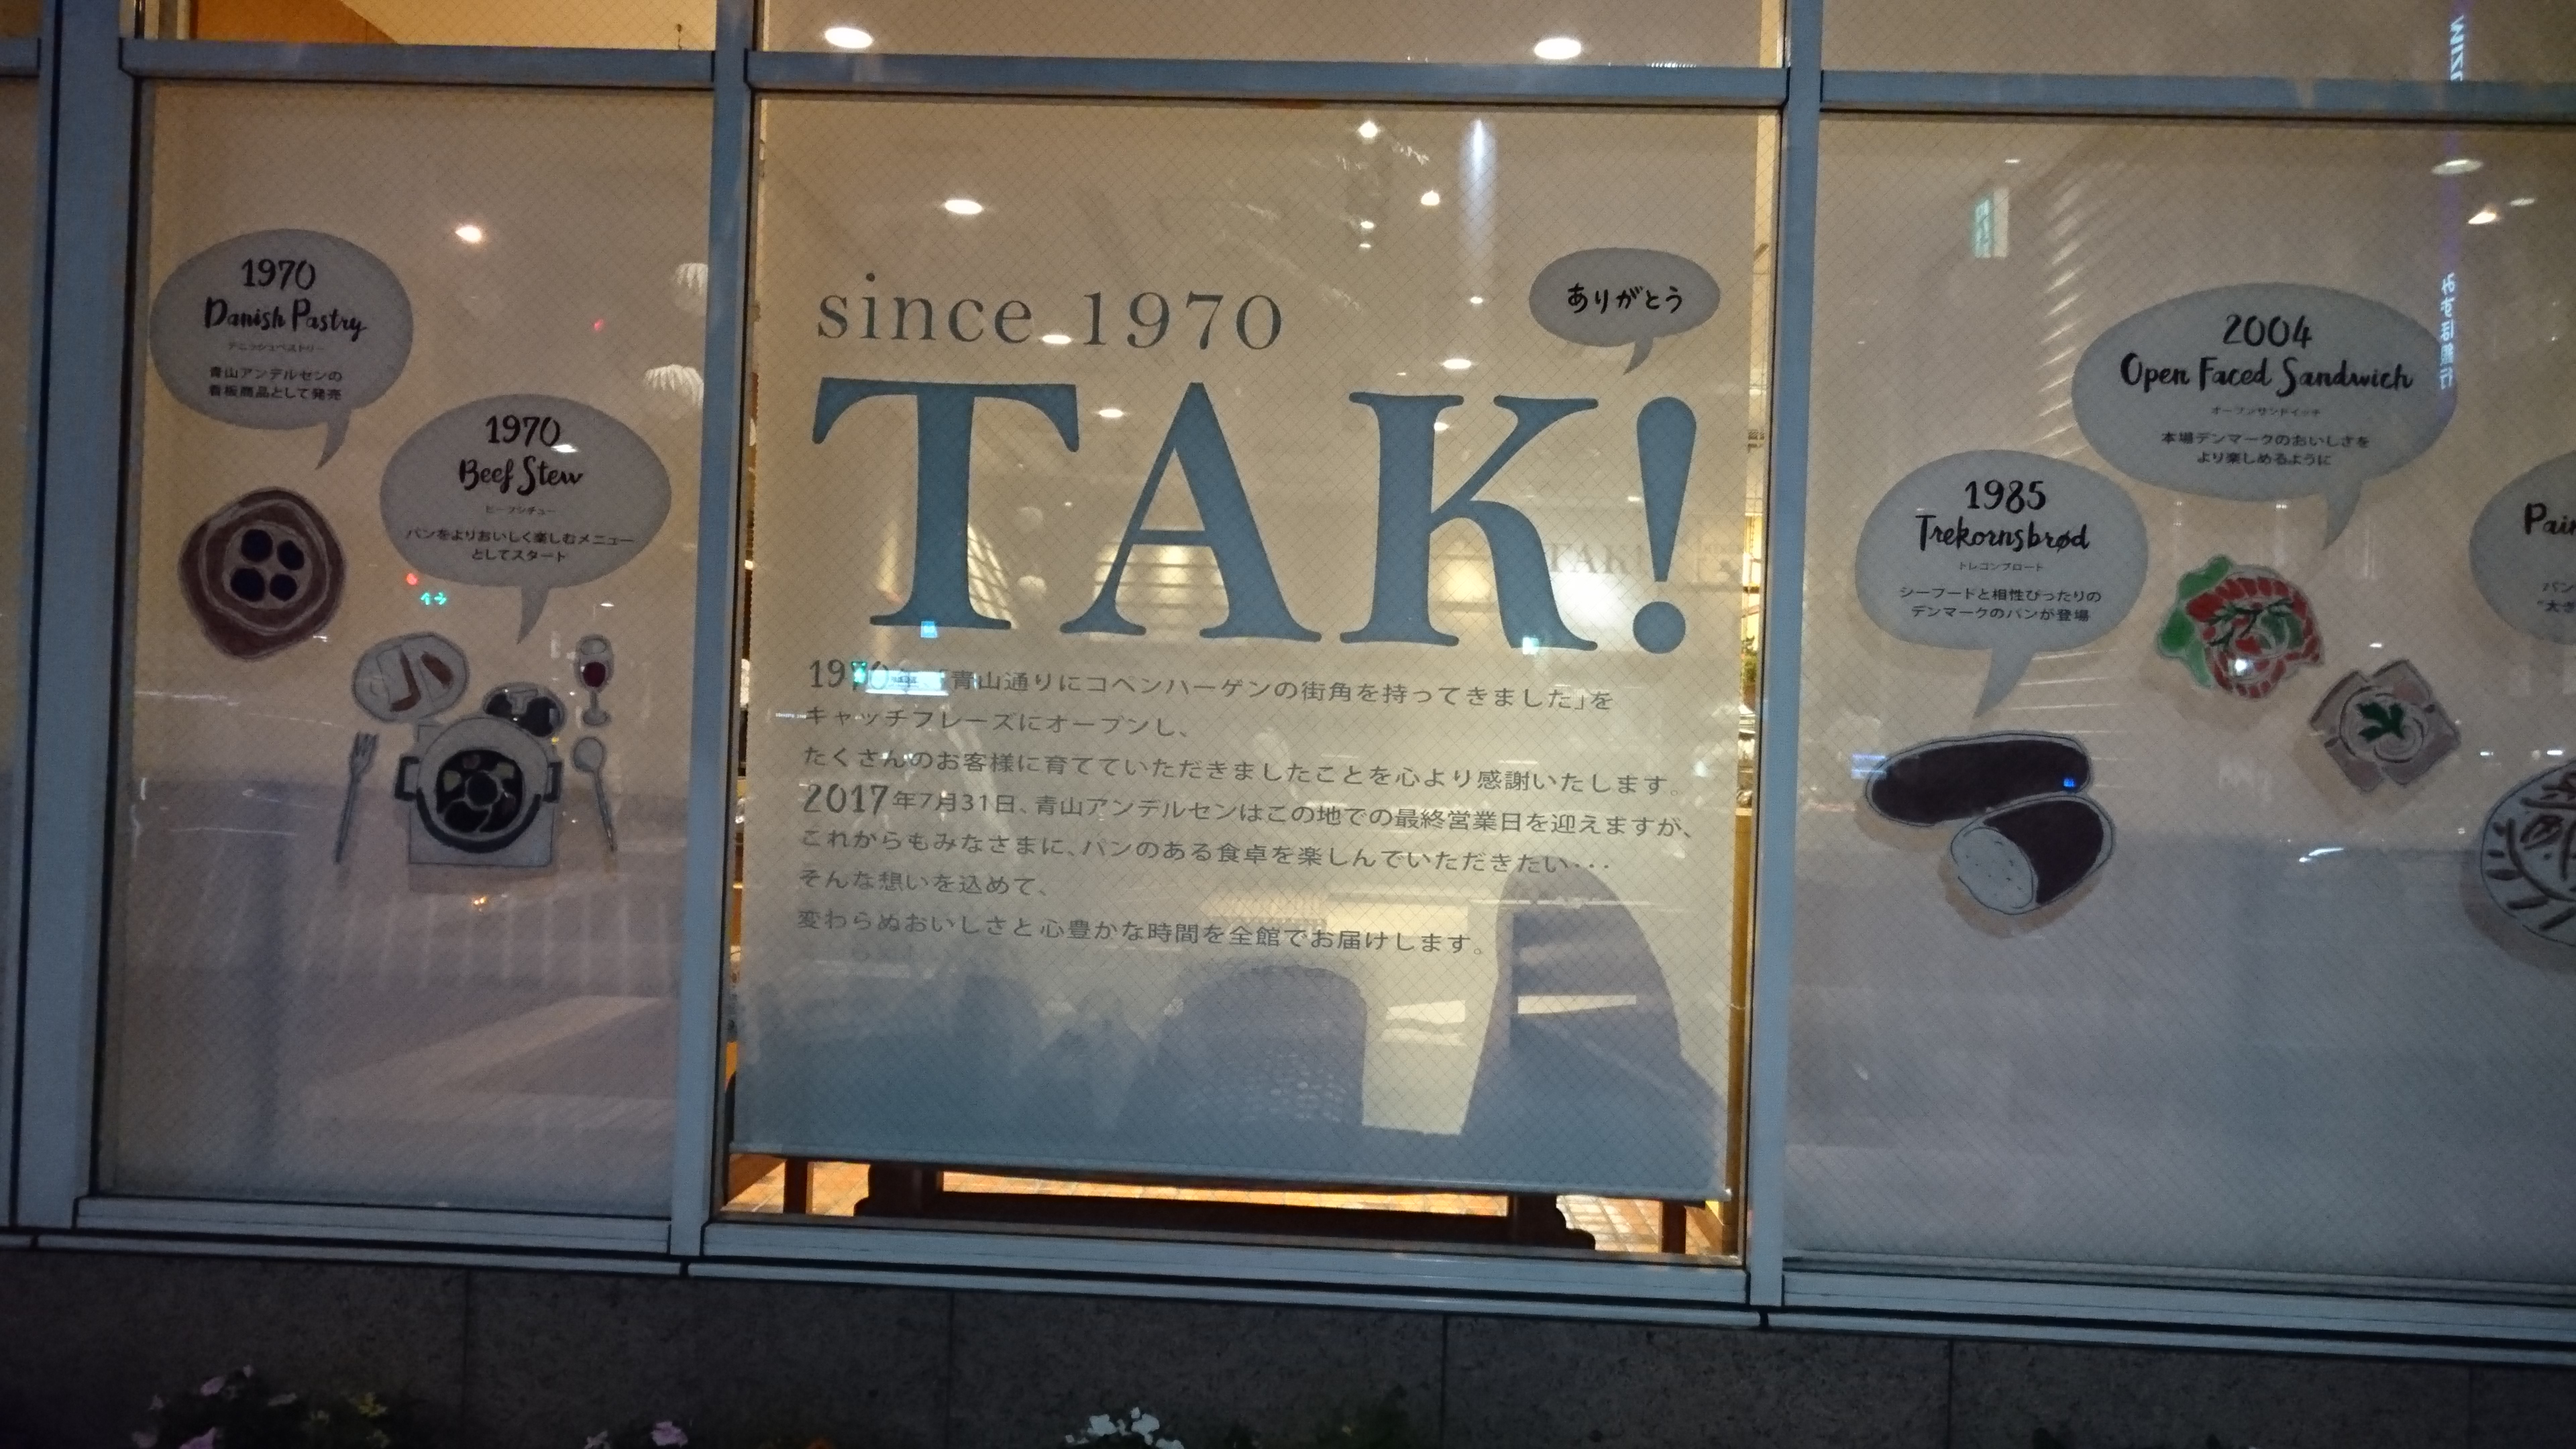 1970
Danish Pastry
デニッシュペストリー
青山アンデルセンの
看板商品として発売
1970
Beef Stew
ビーフシチュー
パンをよりおいしく楽しむメニュー
としてスタート
since 1970
ありがとう
TAK!
1970年、「青山通りにコペンハーゲンの街角を持ってきました」を
キャッチフレーズにオープンし、
たくさんのお客様に育てていただきましたことを心より感謝いたします。
2017年7月31日、青山アンデルセンはこの地での最終営業日を迎えますが、
これからもみなさまに、パンのある食卓を楽しんでいただきたい･･･
そんな想いを込めて、
変わらぬおいしさと心豊かな時間を全館でお届けします。
1985
Trekornsbrød
トレコンブロート
シーフードと相性ぴったりの
デンマークのパンが登場
2004
Open Faced Sandwich
オープンサンドイッチ
本場デンマークのおいしさを
より楽しめるように